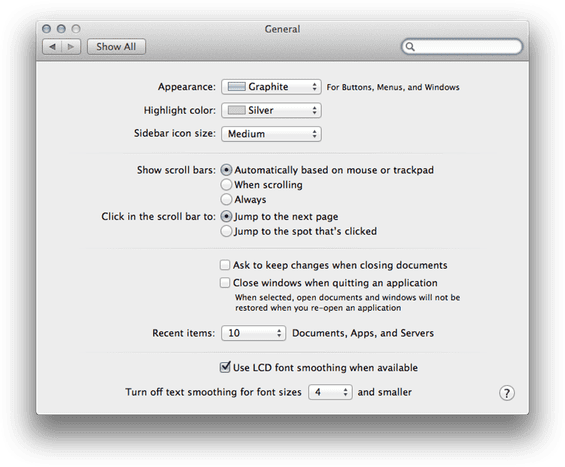 General
Show All
Appearance: Graphite For Buttons, Menus, and Windows
Highlight color: Silver
Sidebar icon size: Medium
Show scroll bars: Automatically based on mouse or trackpad
When scrolling
Always
Click in the scroll bar to: Jump to the next page
Jump to the spot that's clicked
Ask to keep changes when closing documents
Close windows when quitting an application
When selected, open documents and windows will not be
restored when you re-open an application
Recent items: 10 Documents, Apps, and Servers
Use LCD font smoothing when available
Turn off text smoothing for font sizes 4 and smaller
?